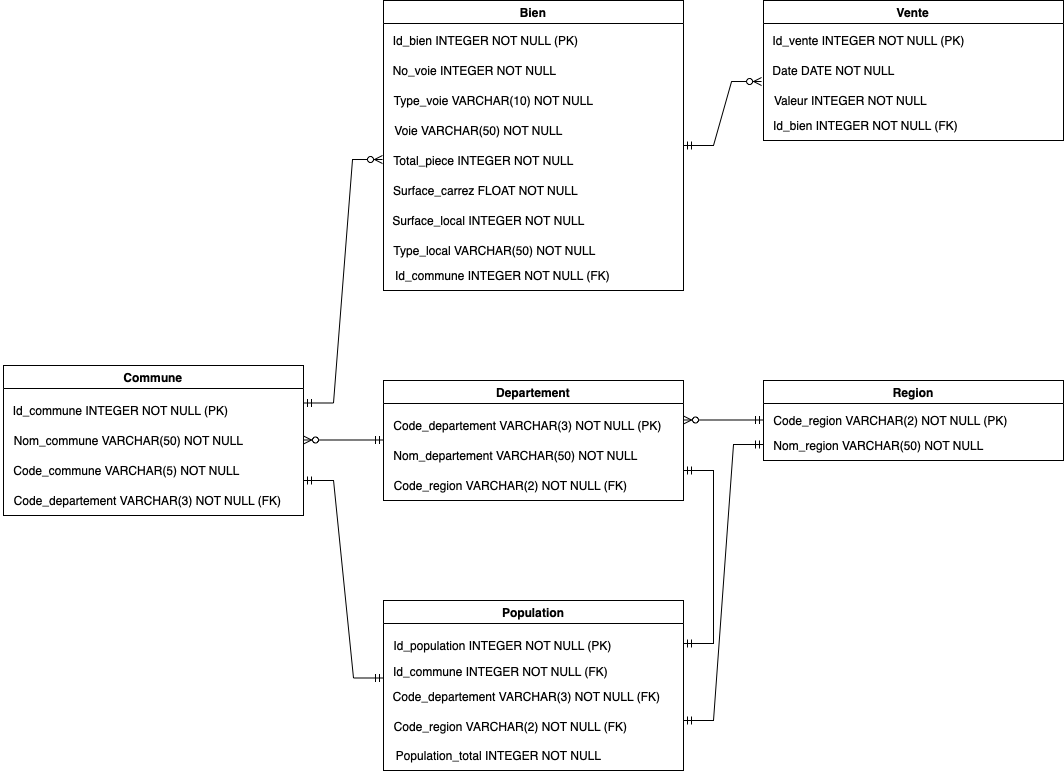 Bien
Id_bien INTEGER NOT NULL (PK)
No_voie INTEGER NOT NULL
Type_voie VARCHAR(10) NOT NULL
Voie VARCHAR(50) NOT NULL
Total_piece INTEGER NOT NULL
Surface_carrez FLOAT NOT NULL
Surface_local INTEGER NOT NULL
Type_local VARCHAR(50) NOT NULL
Id_commune INTEGER NOT NULL (FK)
Vente
Id_vente INTEGER NOT NULL (PK)
Date DATE NOT NULL
Valeur INTEGER NOT NULL
Id_bien INTEGER NOT NULL (FK)
Commune
Id_commune INTEGER NOT NULL (PK)
Nom_commune VARCHAR(50) NOT NULL
Code_commune VARCHAR(5) NOT NULL
Code_departement VARCHAR(3) NOT NULL (FK)
Departement
Code_departement VARCHAR(3) NOT NULL (PK)
Nom_departement VARCHAR(50) NOT NULL
Code_region VARCHAR(2) NOT NULL (FK)
Region
Code_region VARCHAR(2) NOT NULL (PK)
Nom_region VARCHAR(50) NOT NULL
Population
Id_population INTEGER NOT NULL (PK)
Id_commune INTEGER NOT NULL (FK)
Code_departement VARCHAR(3) NOT NULL (FK)
Code_region VARCHAR(2) NOT NULL (FK)
Population_total INTEGER NOT NULL